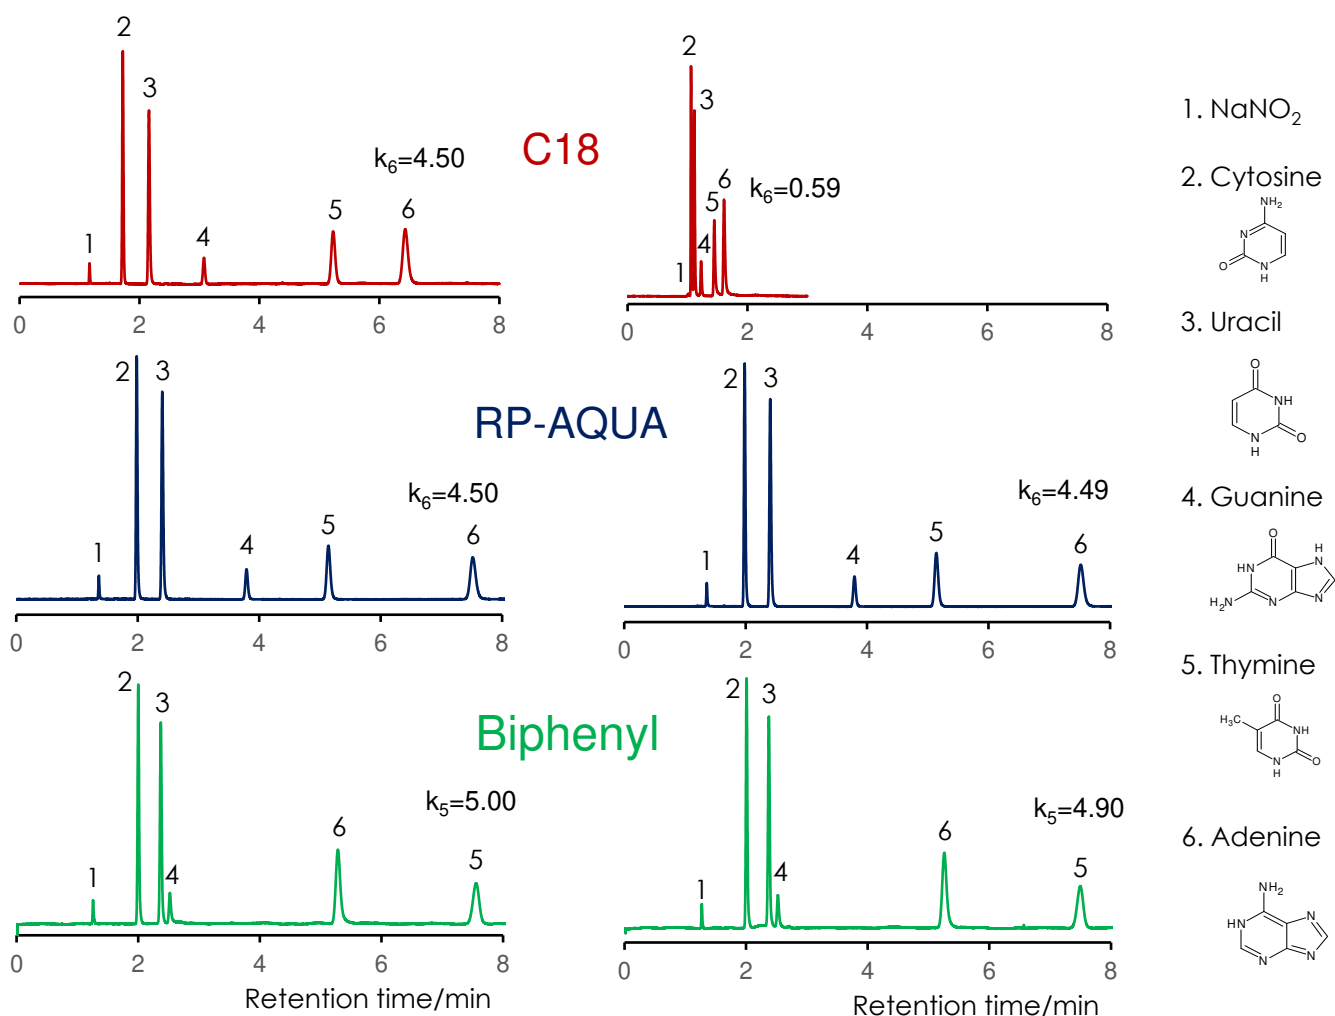 2
3
C18
k₆=4.50
1
4
5
6
0 2 4 6 8
2
3
6
k₆=0.59
5
4
1
0 2 4 6 8
2 3
RP-AQUA
k₆=4.50
1
4
5
6
0 2 4 6 8
2
3
k₆=4.49
1
4
5
6
0 2 4 6 8
2
3
Biphenyl
k₅=5.00
1
4
6
5
0 2 4 6 8
Retention time/min
2
3
k₅=4.90
1
4
6
5
0 2 4 6 8
Retention time/min
1. NaNO₂
2. Cytosine
NH₂
N
O
N
H
3. Uracil
O
NH
N
H
O
4. Guanine
O
H
N
HN
H₂N
N
N
5. Thymine
O
H₃C
NH
N
H
O
6. Adenine
NH₂
HN
N
N
N